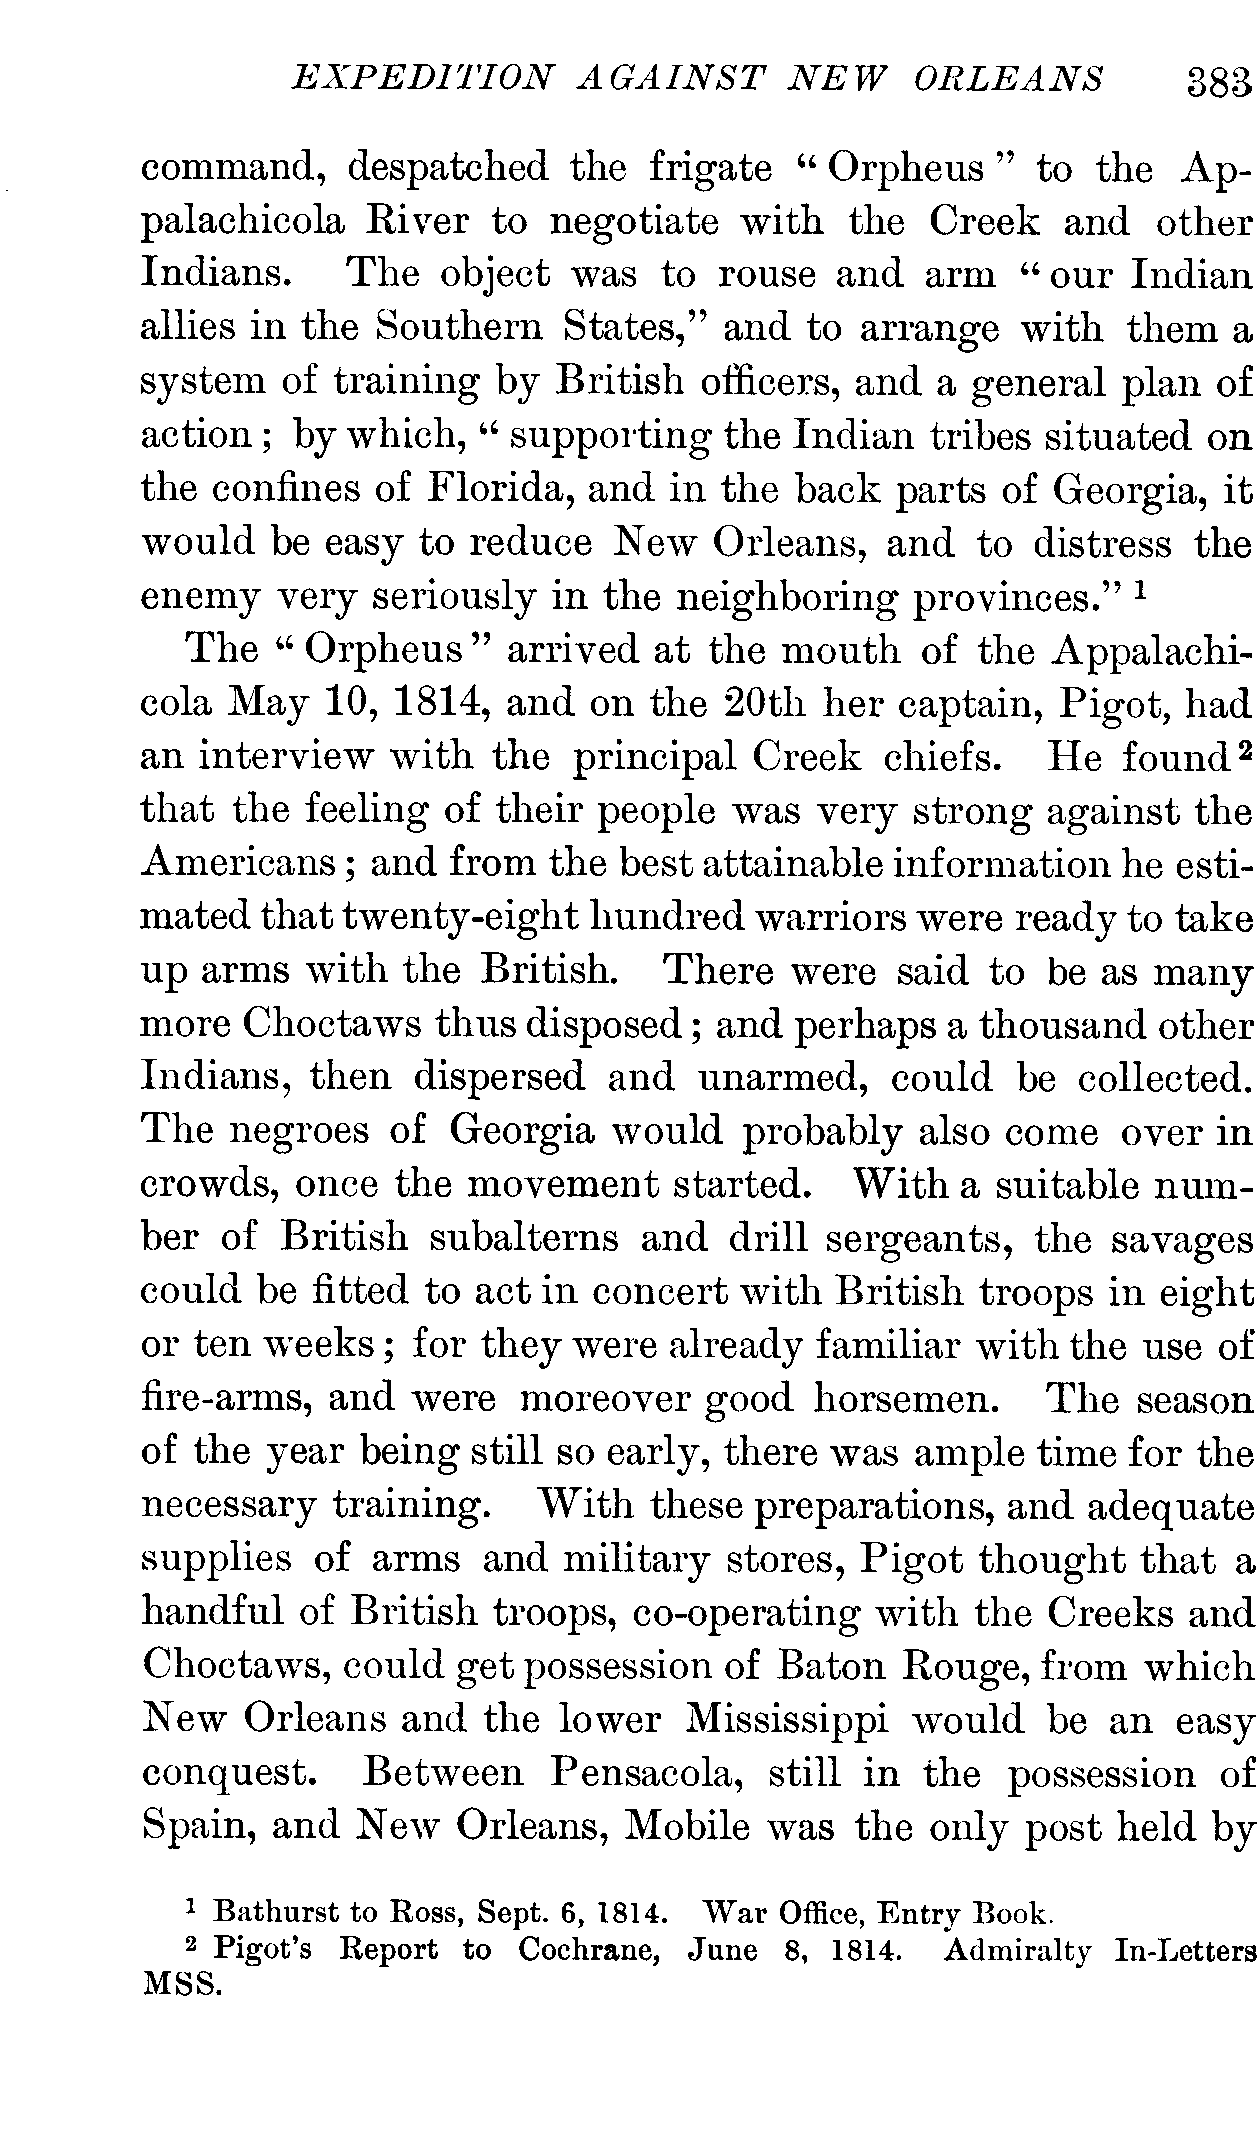 EXPEDITION AGAINST NEW ORLEANS 383
command, despatched the frigate “ Orpheus ” to the Ap-
palachicola River to negotiate with the Creek and other
Indians. The object was to rouse and arm “ our Indian
allies in the Southern States,” and to arrange with them a
system of training by British officers, and a general plan of
action ; by which, “ supporting the Indian tribes situated on
the confines of Florida, and in the back parts of Georgia, it
would be easy to reduce New Orleans, and to distress the
enemy very seriously in the neighboring provinces.” ¹
The “ Orpheus ” arrived at the mouth of the Appalachi-
cola May 10, 1814, and on the 20th her captain, Pigot, had
an interview with the principal Creek chiefs. He found ²
that the feeling of their people was very strong against the
Americans ; and from the best attainable information he esti-
mated that twenty-eight hundred warriors were ready to take
up arms with the British. There were said to be as many
more Choctaws thus disposed ; and perhaps a thousand other
Indians, then dispersed and unarmed, could be collected.
The negroes of Georgia would probably also come over in
crowds, once the movement started. With a suitable num-
ber of British subalterns and drill sergeants, the savages
could be fitted to act in concert with British troops in eight
or ten weeks ; for they were already familiar with the use of
fire-arms, and were moreover good horsemen. The season
of the year being still so early, there was ample time for the
necessary training. With these preparations, and adequate
supplies of arms and military stores, Pigot thought that a
handful of British troops, co-operating with the Creeks and
Choctaws, could get possession of Baton Rouge, from which
New Orleans and the lower Mississippi would be an easy
conquest. Between Pensacola, still in the possession of
Spain, and New Orleans, Mobile was the only post held by
¹ Bathurst to Ross, Sept. 6, 1814. War Office, Entry Book.
² Pigot’s Report to Cochrane, June 8, 1814. Admiralty In-Letters
MSS.